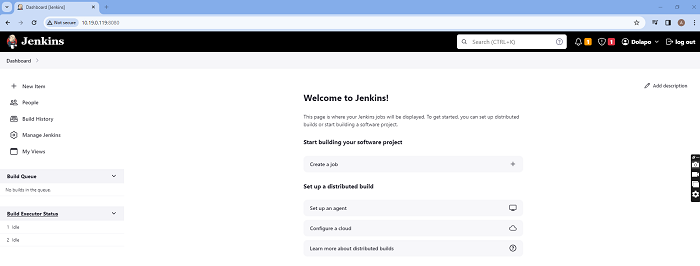 Dashboard [Jenkins]
Not secure
10.19.0.119:8080
Jenkins
Search (CTRL+K)
1
1
Dolapo
log out
Dashboard
New Item
People
Build History
Manage Jenkins
My Views
Build Queue
No builds in the queue.
Build Executor Status
1 Idle
2 Idle
Add description
Welcome to Jenkins!
This page is where your Jenkins jobs will be displayed. To get started, you can set up distributed
builds or start building a software project.
Start building your software project
Create a job
Set up a distributed build
Set up an agent
Configure a cloud
Learn more about distributed builds